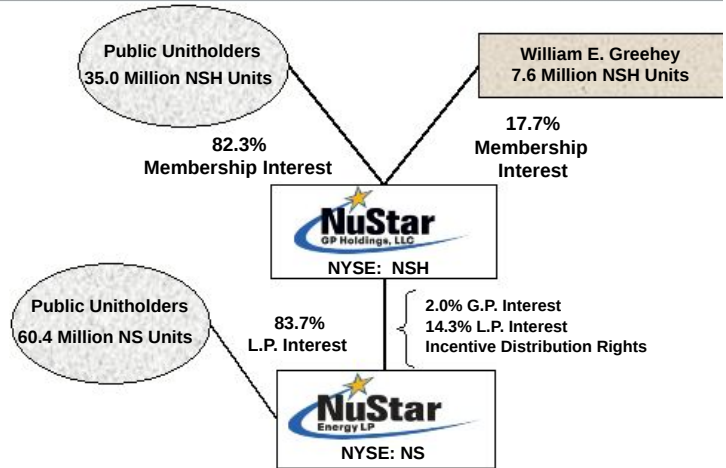 Public Unitholders
35.0 Million NSH Units
William E. Greehey
7.6 Million NSH Units
82.3%
Membership Interest
17.7%
Membership
Interest
NuStar
GP Holdings, LLC
NYSE: NSH
Public Unitholders
60.4 Million NS Units
83.7%
L.P. Interest
2.0% G.P. Interest
14.3% L.P. Interest
Incentive Distribution Rights
NuStar
Energy LP
NYSE: NS